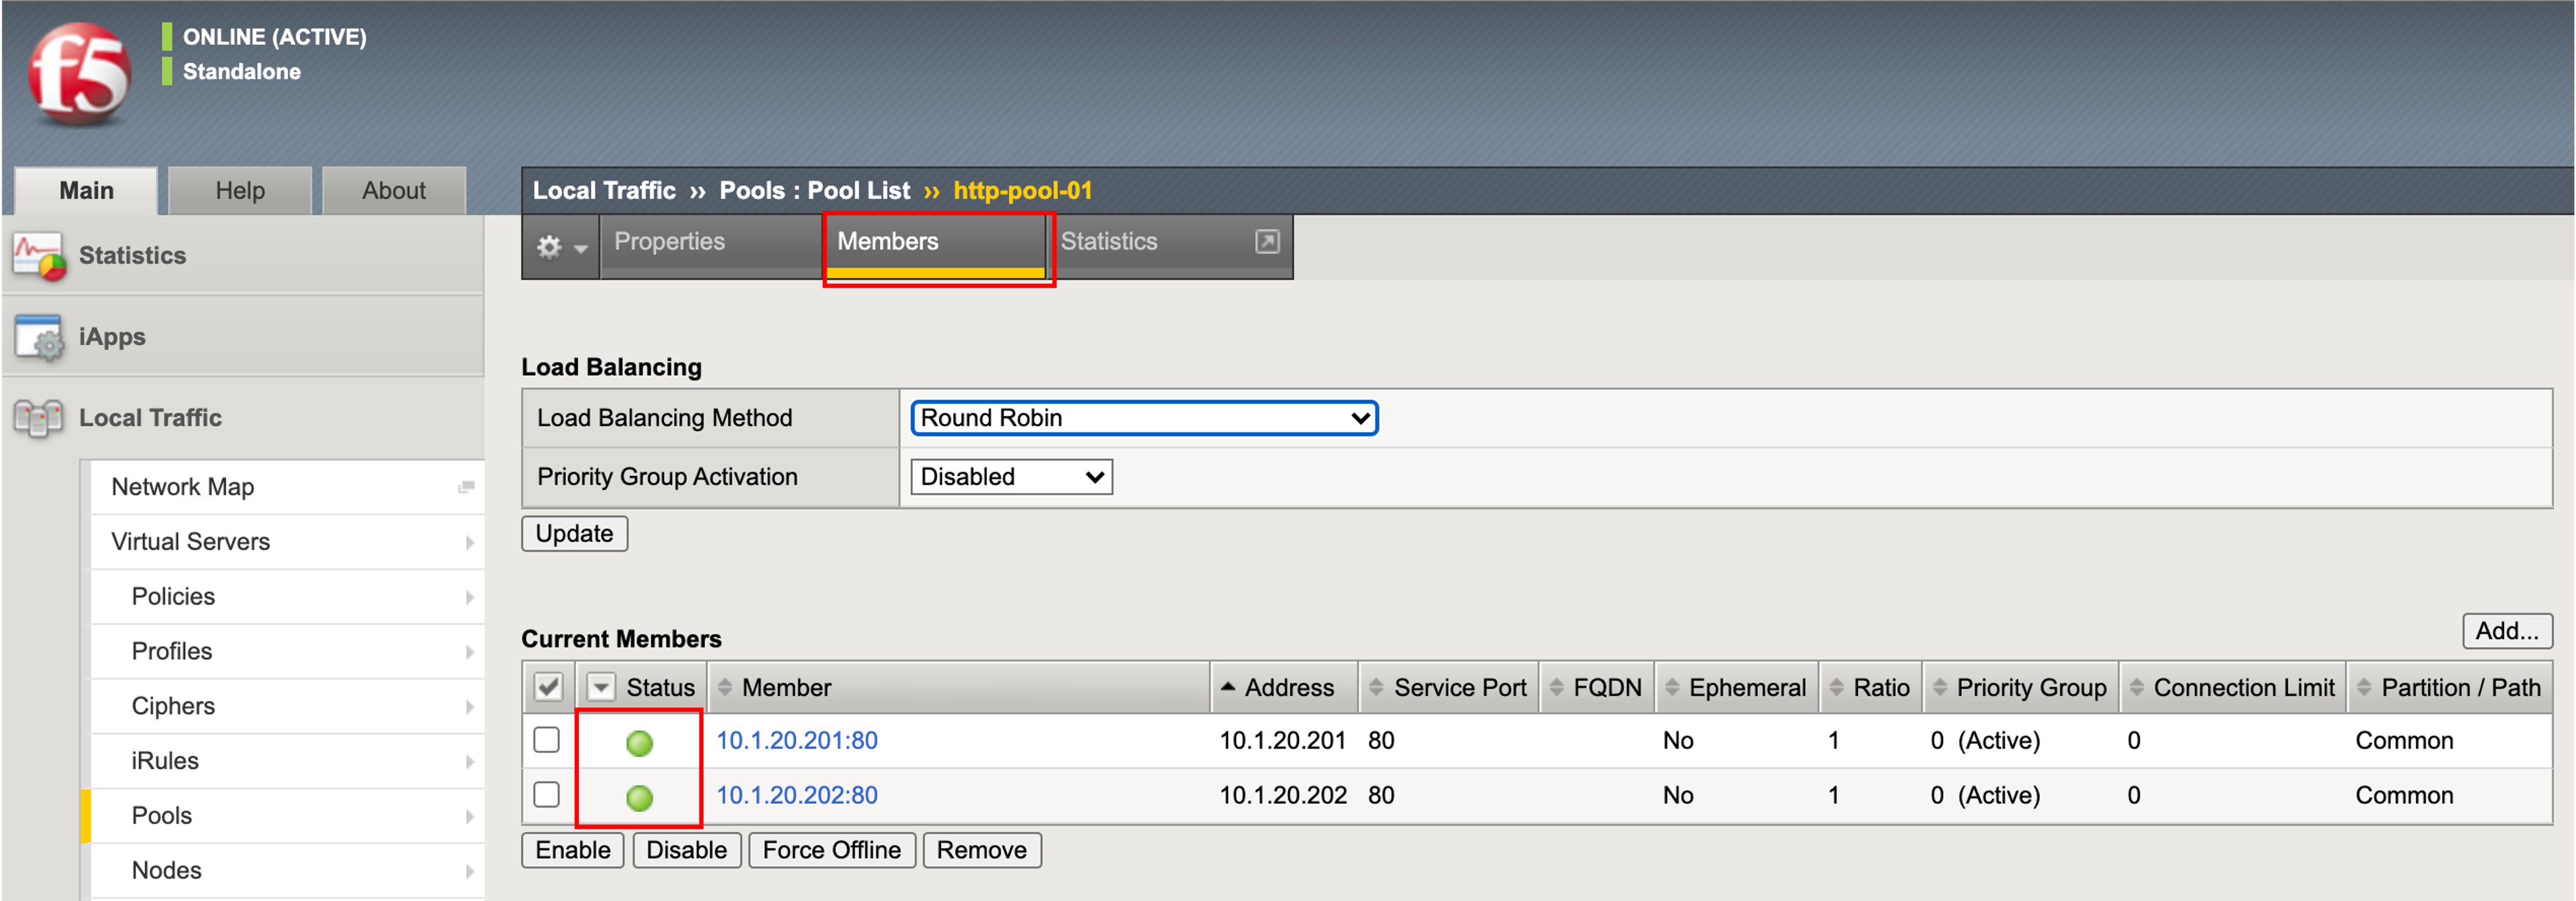 f5
ONLINE (ACTIVE)
Standalone
Main Help About
Local Traffic ›› Pools : Pool List ›› http-pool-01
Properties Members Statistics
Statistics
iApps
Local Traffic
Network Map
Virtual Servers
Policies
Profiles
Ciphers
iRules
Pools
Nodes
Load Balancing
Load Balancing Method Round Robin
Priority Group Activation Disabled
Update
Current Members Add...
Status Member Address Service Port FQDN Ephemeral Ratio Priority Group Connection Limit Partition / Path
10.1.20.201:80 10.1.20.201 80 No 1 0 (Active) 0 Common
10.1.20.202:80 10.1.20.202 80 No 1 0 (Active) 0 Common
Enable Disable Force Offline Remove